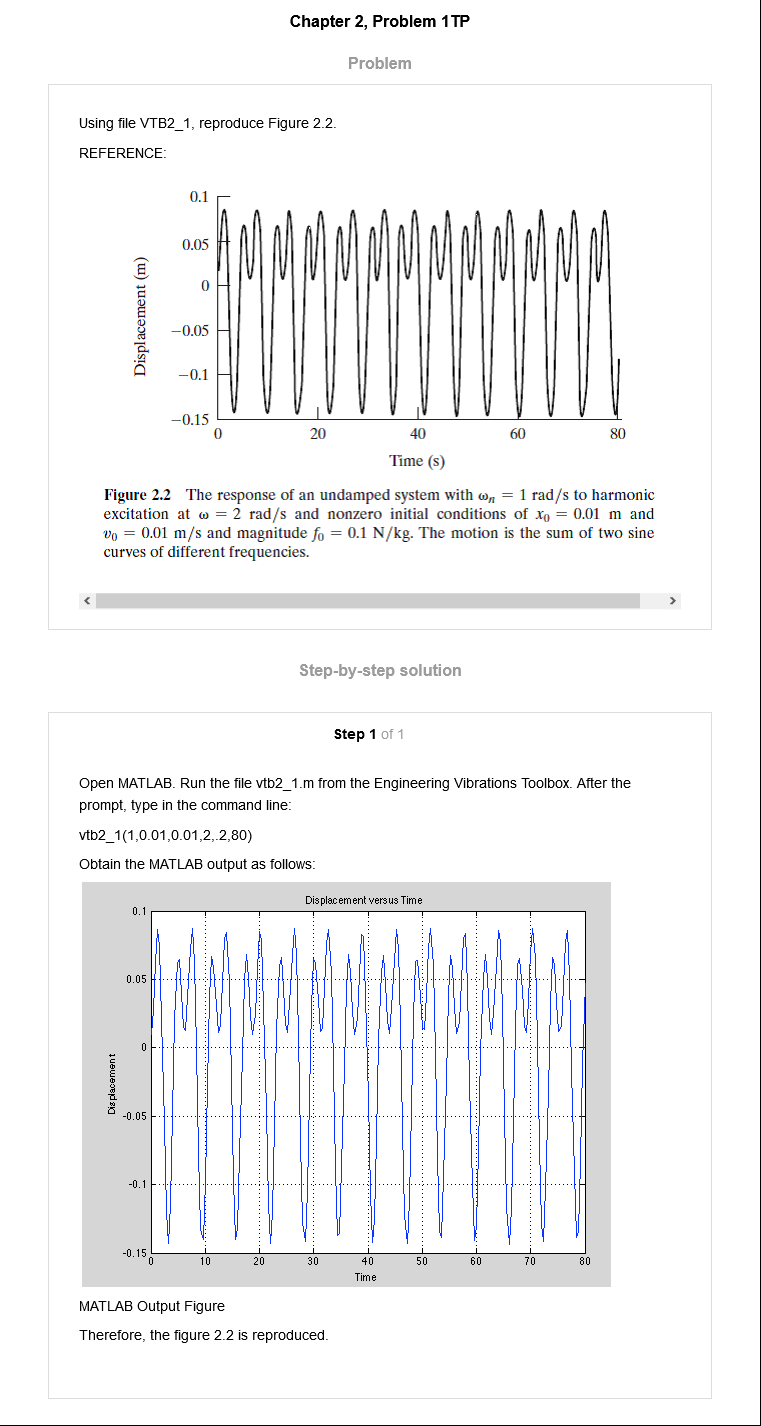 Chapter 2, Problem 1TP
Problem
Using file VTB2_1, reproduce Figure 2.2.
REFERENCE:
0.1
0.05
0
−0.05
−0.1
−0.15
Displacement (m)
0 20 40 60 80
Time (s)
Figure 2.2 The response of an undamped system with ωn = 1 rad/s to harmonic
excitation at ω = 2 rad/s and nonzero initial conditions of x0 = 0.01 m and
v0 = 0.01 m/s and magnitude f0 = 0.1 N/kg. The motion is the sum of two sine
curves of different frequencies.
Step-by-step solution
Step 1 of 1
Open MATLAB. Run the file vtb2_1.m from the Engineering Vibrations Toolbox. After the
prompt, type in the command line:
vtb2_1(1,0.01,0.01,2,.2,80)
Obtain the MATLAB output as follows:
Displacement versus Time
0.1
0.05
0
-0.05
-0.1
-0.15
Displacement
0 10 20 30 40 50 60 70 80
Time
MATLAB Output Figure
Therefore, the figure 2.2 is reproduced.